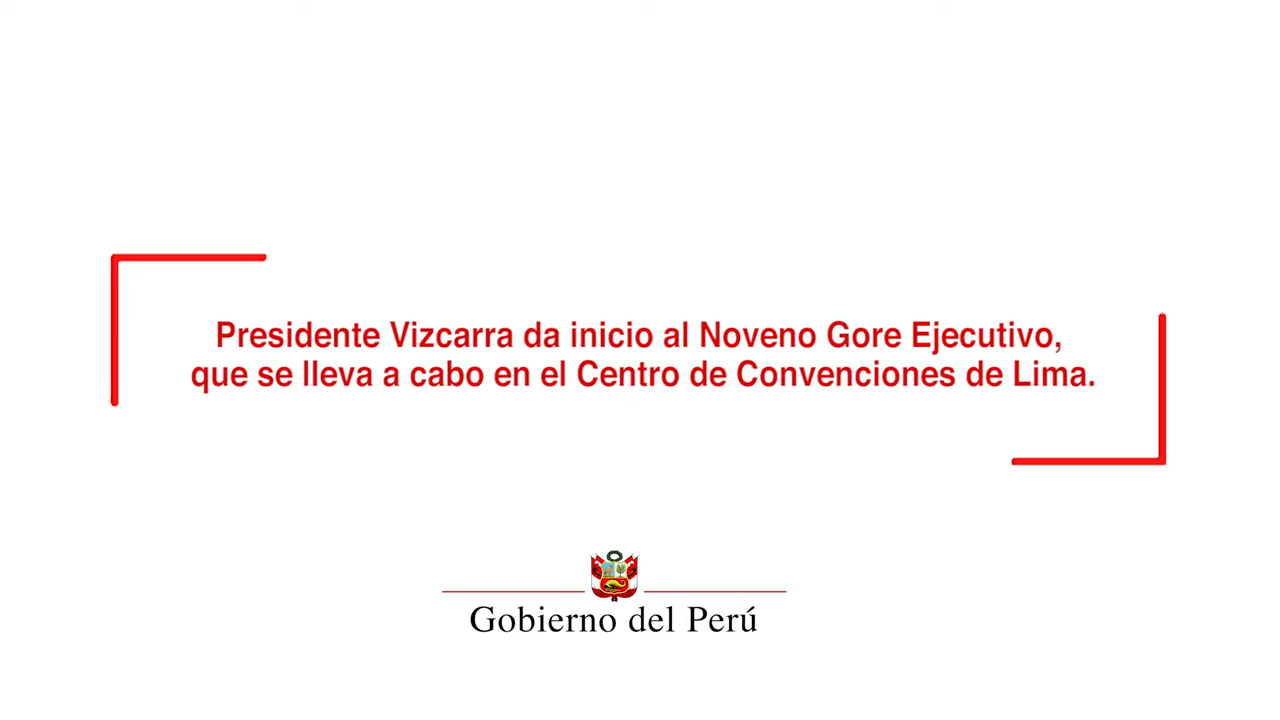 Presidente Vizcarra da inicio al Noveno Gore Ejecutivo,
que se lleva a cabo en el Centro de Convenciones de Lima.
Gobierno del Perú